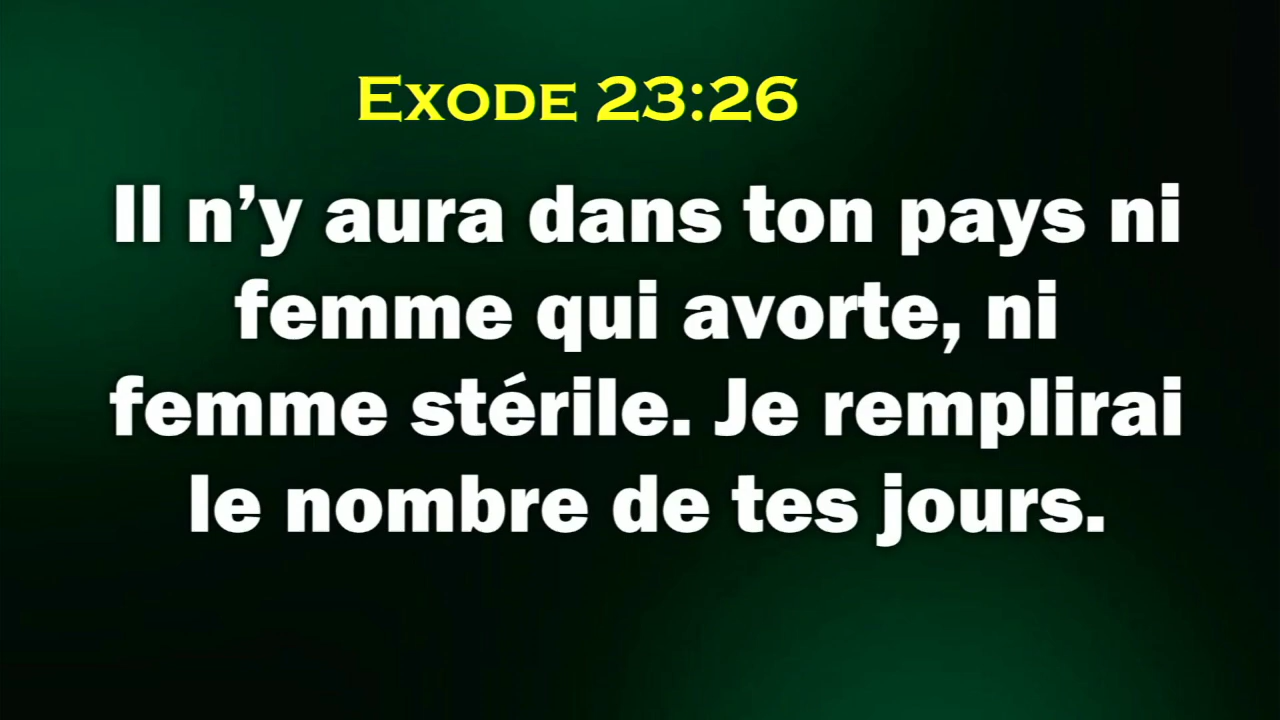 Exode 23:26
Il n’y aura dans ton pays ni
femme qui avorte, ni
femme stérile. Je remplirai
le nombre de tes jours.